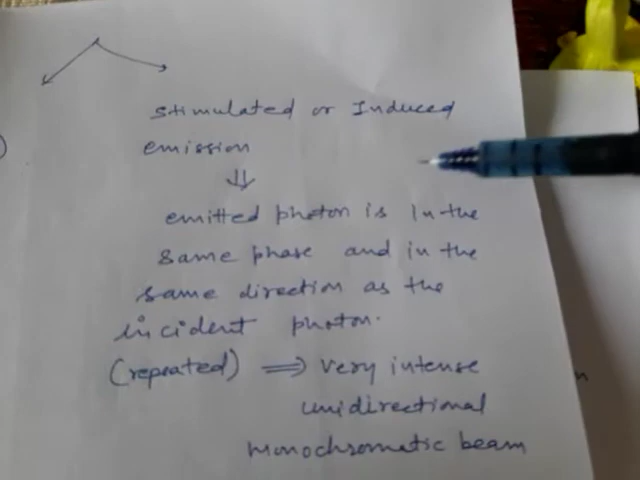 )
stimulated or Induced
emission
⇓
emitted photon is in the
same phase and in the
same direction as the
incident photon.
(repeated) ⟹ very intense
unidirectional
monochromatic beam
n